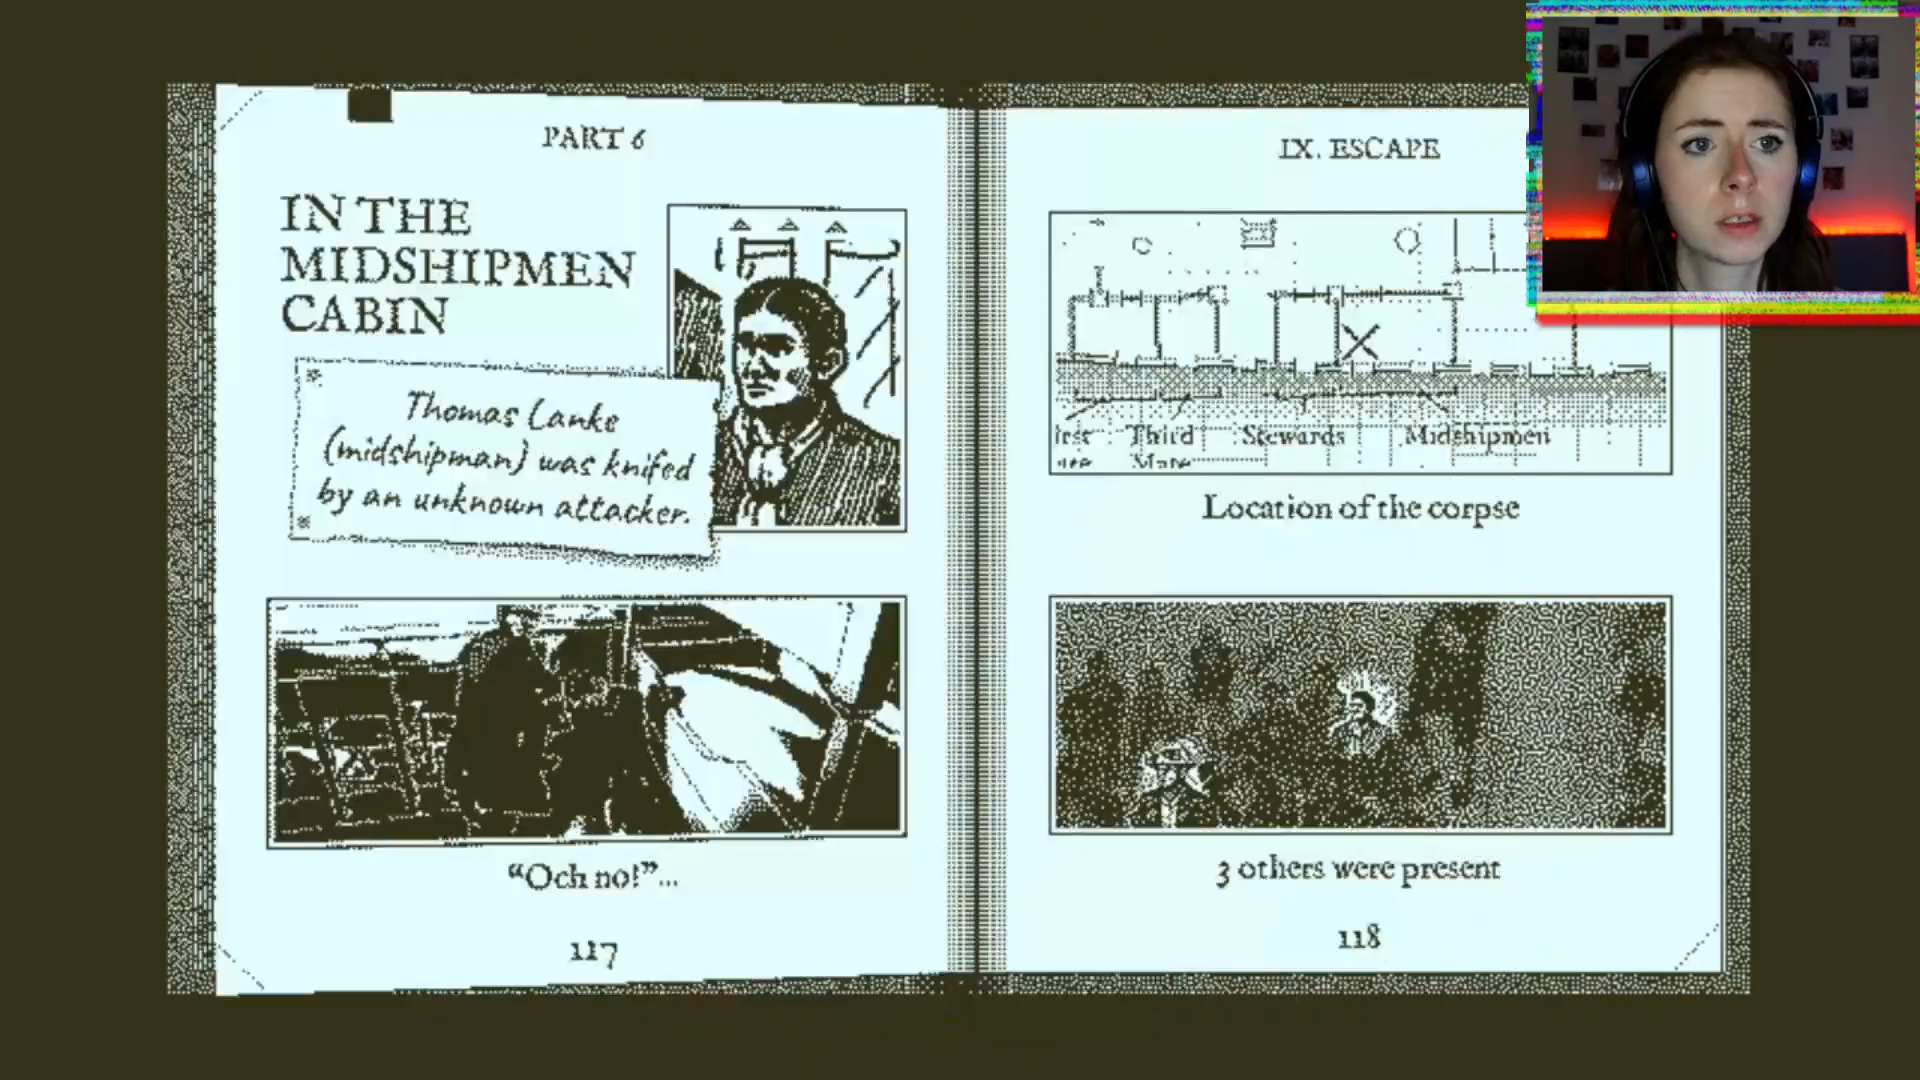 PART 6
IN THE
MIDSHIPMEN
CABIN
Thomas Lanke
(midshipman) was knifed
by an unknown attacker.
"Och no!"...
117
IX. ESCAPE
Third
Stewards
Midshipmen
Location of the corpse
3 others were present
118